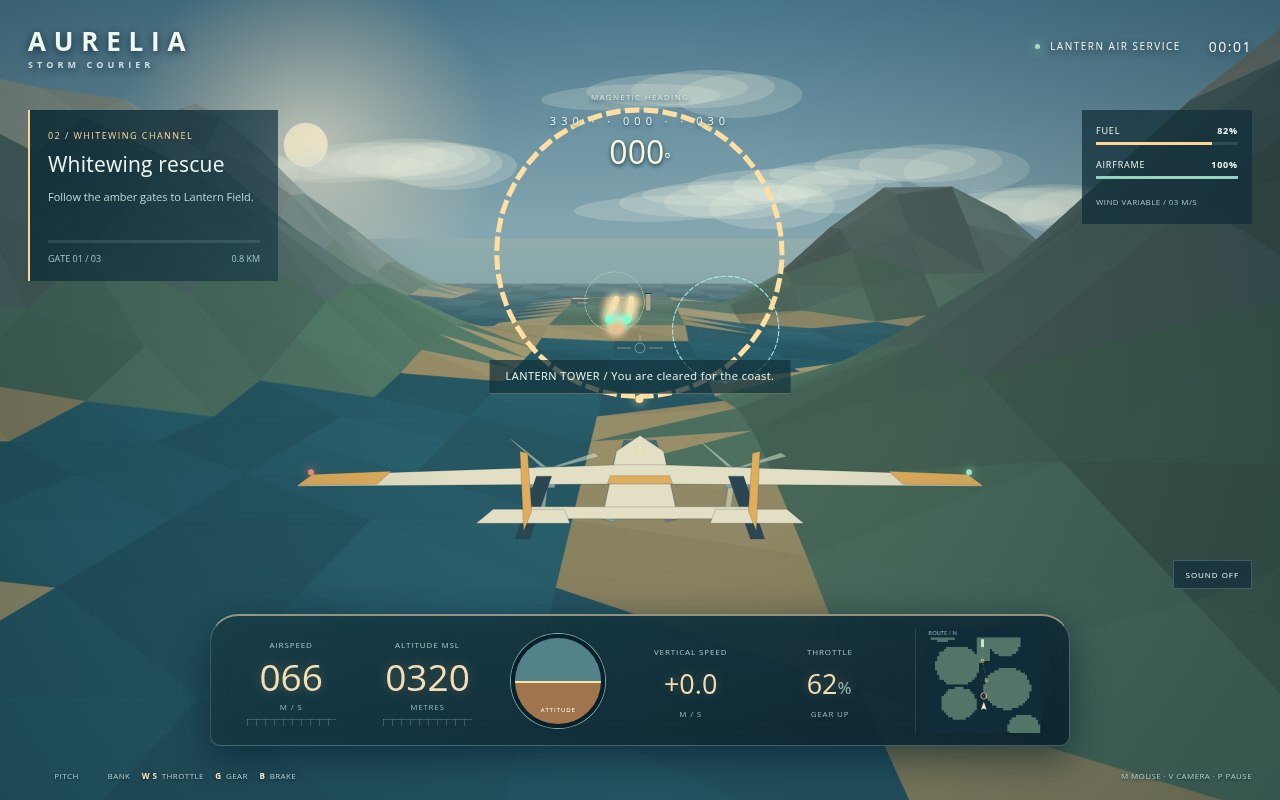 AURELIA
STORM COURIER
LANTERN AIR SERVICE 00:01
MAGNETIC HEADING
330 · · 000 · · 030
000°
02 / WHITEWING CHANNEL
Whitewing rescue
Follow the amber gates to Lantern Field.
GATE 01 / 03 0.8 KM
FUEL 82%
AIRFRAME 100%
WIND VARIABLE / 03 M/S
LANTERN TOWER / You are cleared for the coast.
SOUND OFF
AIRSPEED
066
M / S
ALTITUDE MSL
0320
METRES
ATTITUDE
VERTICAL SPEED
+0.0
M / S
THROTTLE
62%
GEAR UP
ROUTE / N
PITCH BANK W S THROTTLE G GEAR B BRAKE
M MOUSE · V CAMERA · P PAUSE